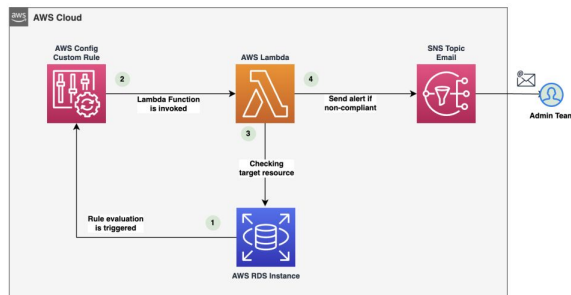 aws
AWS Cloud
AWS Config
Custom Rule
AWS Lambda
SNS Topic
Email
2
Lambda Function
is invoked
4
Send alert if
non-compliant
Admin Team
3
Checking
target resource
Rule evaluation
is triggered
1
AWS RDS Instance